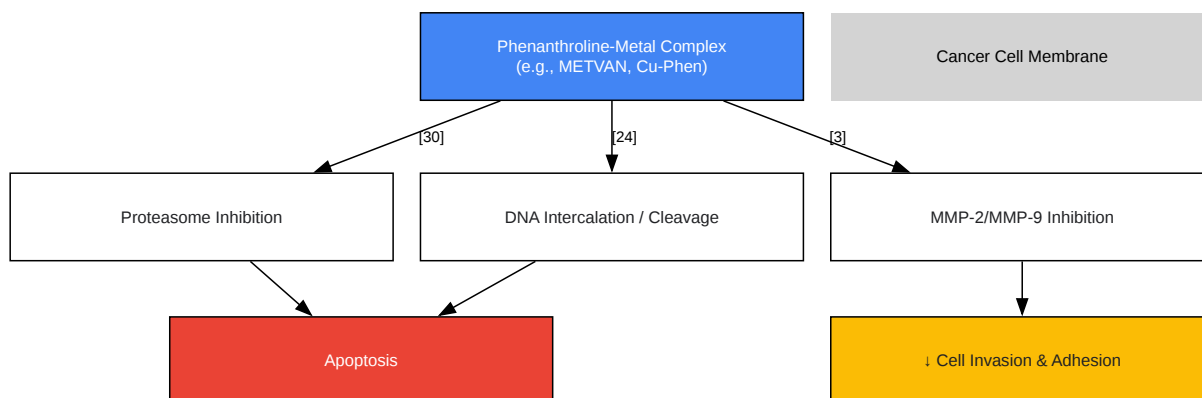 Phenanthroline-Metal Complex
(e.g., METVAN, Cu-Phen)
Cancer Cell Membrane
[30]
[24]
[3]
Proteasome Inhibition
DNA Intercalation / Cleavage
MMP-2/MMP-9 Inhibition
Apoptosis
↓ Cell Invasion & Adhesion